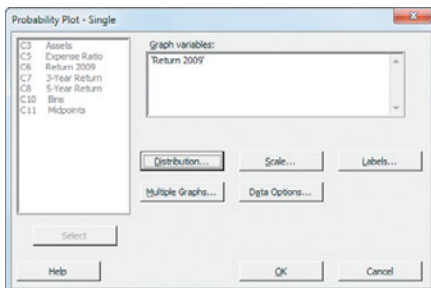 Probability Plot - Single
C3 Assets
C5 Expense Ratio
C6 Return 2009
C7 3-Year Return
C8 5-Year Return
C10 Bins
C11 Midpoints
Graph variables:
'Return 2009'
Distribution...
Scale...
Labels...
Multiple Graphs...
Data Options...
Select
Help
OK
Cancel